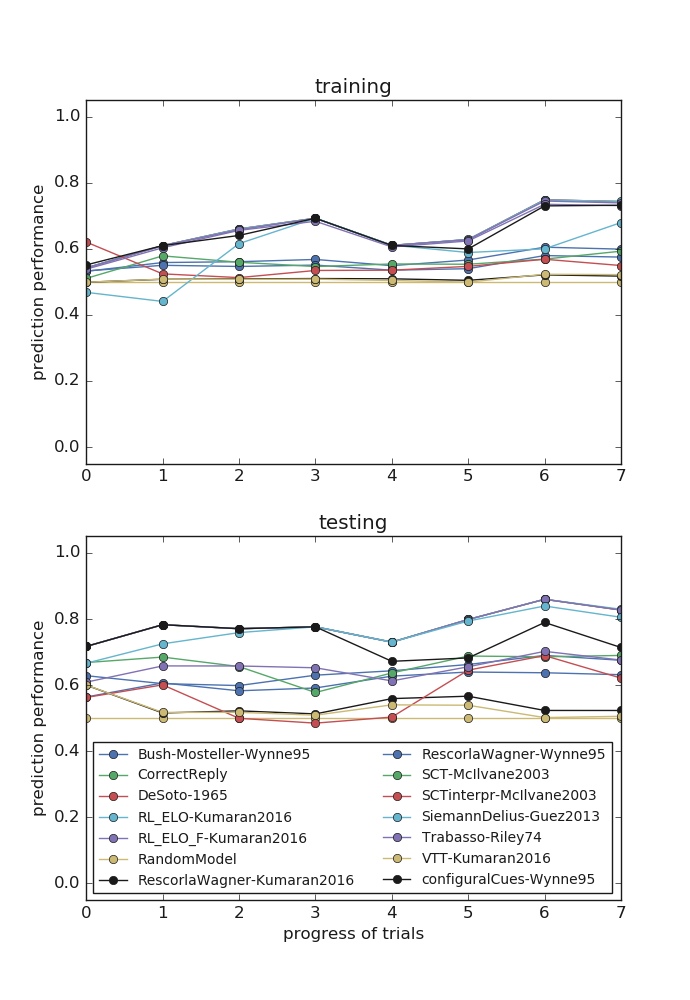 training
1.0
0.8
0.6
0.4
0.2
0.0
prediction performance
0 1 2 3 4 5 6 7
testing
1.0
0.8
0.6
0.4
0.2
0.0
prediction performance
Bush-Mosteller-Wynne95
CorrectReply
DeSoto-1965
RL_ELO-Kumaran2016
RL_ELO_F-Kumaran2016
RandomModel
RescorlaWagner-Kumaran2016
RescorlaWagner-Wynne95
SCT-McIlvane2003
SCTinterpr-McIlvane2003
SiemannDelius-Guez2013
Trabasso-Riley74
VTT-Kumaran2016
configuralCues-Wynne95
0 1 2 3 4 5 6 7
progress of trials